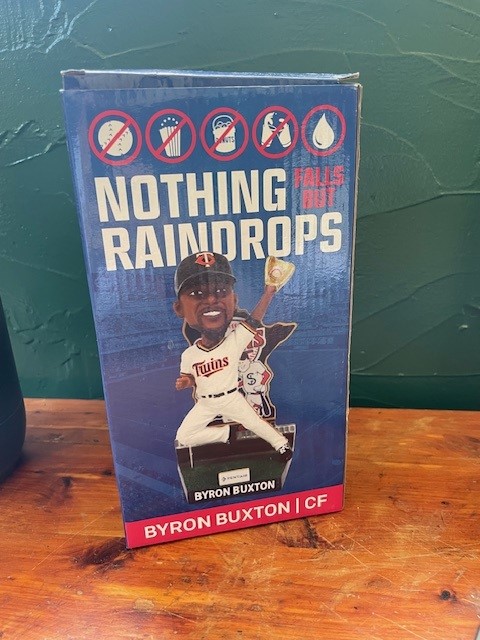 NOTHING FALLS
BUT
RAINDROPS
Twins
BYRON BUXTON
BYRON BUXTON | CF